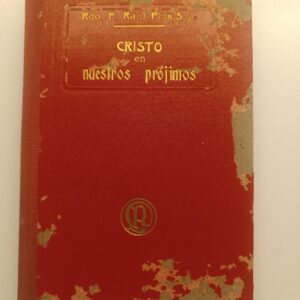 Rdo. P. Raúl Plus S.J.
CRISTO
en
nuestros prójimos